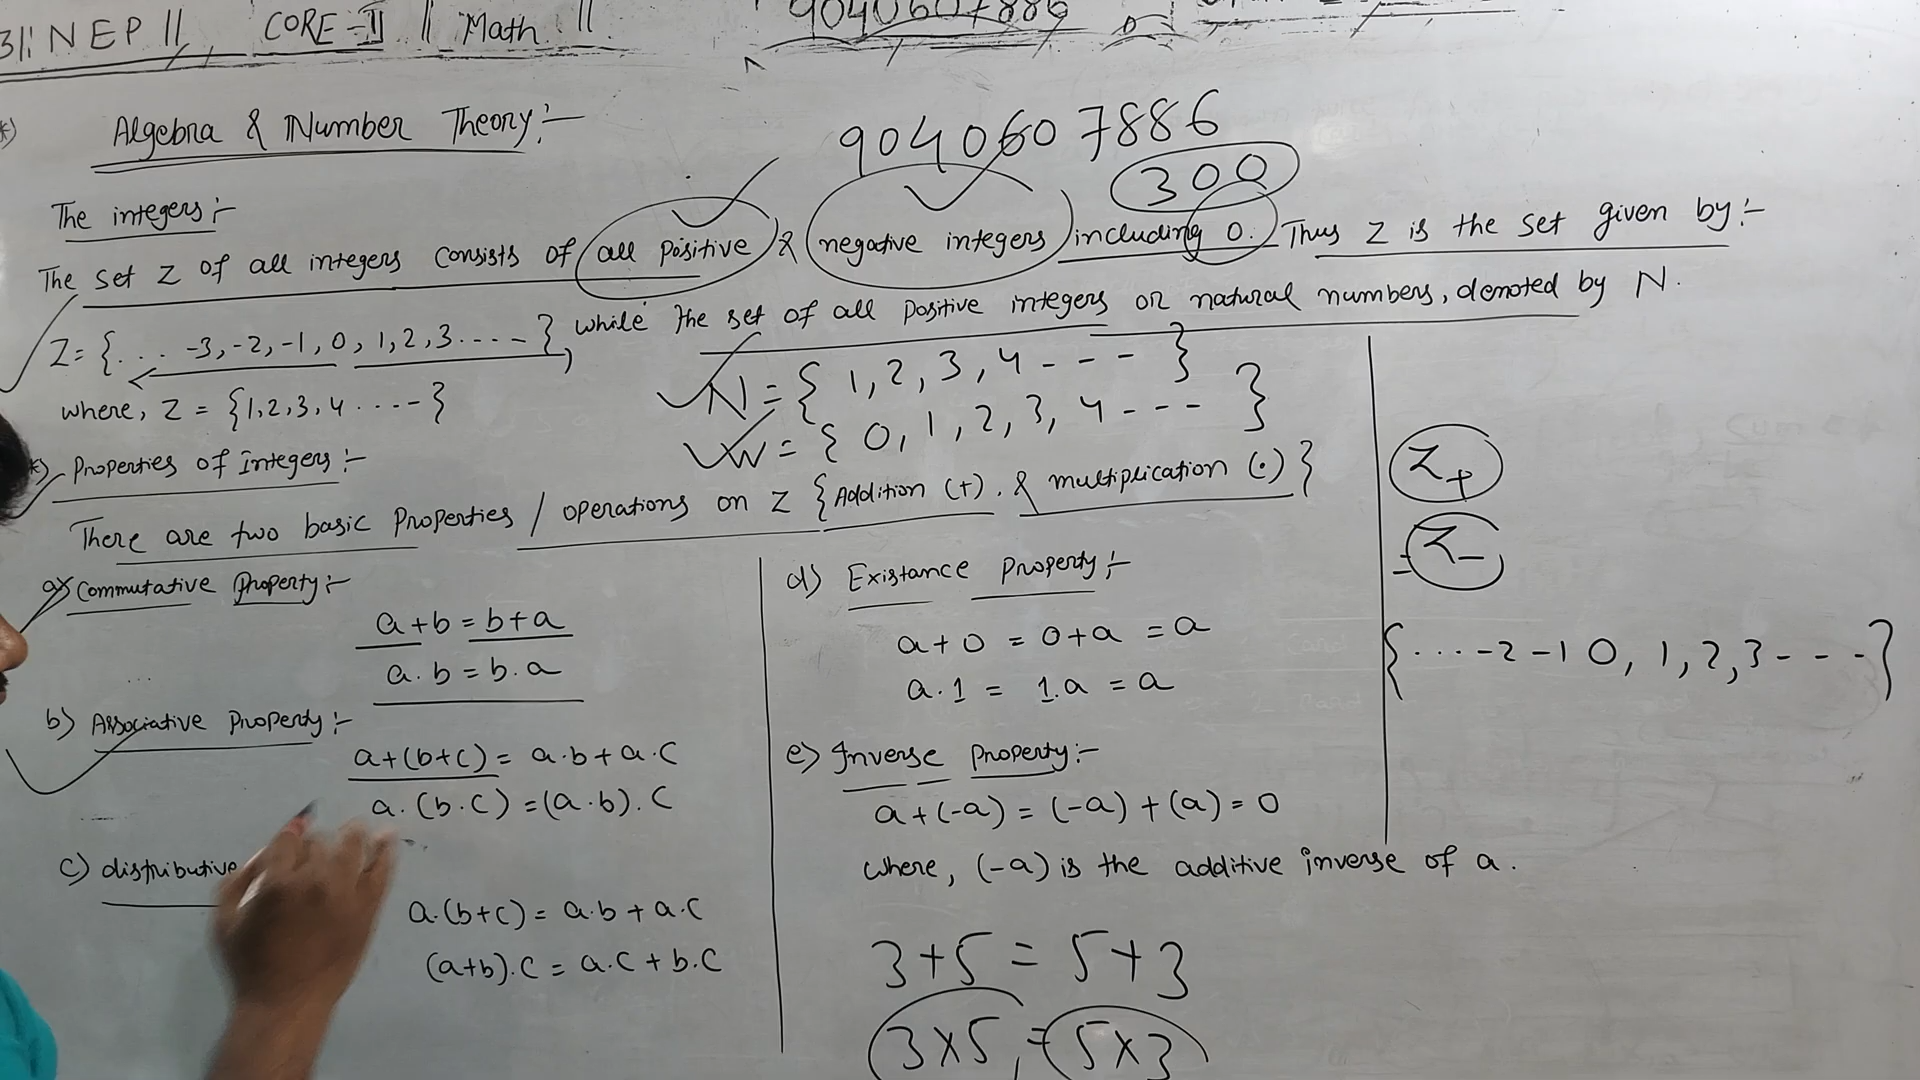 31: NEP || CORE-II || Math ||
9040607886
Algebra & Number Theory:-
9040607886
300
The integers:-
The set Z of all integers consists of all positive & negative integers including 0. Thus Z is the set given by:-
Z = {.... -3, -2, -1, 0, 1, 2, 3.....}, while the set of all positive integers or natural numbers, denoted by N.
where, Z = {1, 2, 3, 4 ....-}
N = { 1, 2, 3, 4 - - - }
W = { 0, 1, 2, 3, 4 - - - }
Properties of Integers:-
There are two basic Properties / operations on Z {Addition (+). & multiplication (·)}
a) Commutative Property:-
a+b = b+a
a.b = b.a
b) Associative Property:-
a+(b+c) = a.b + a.c
a.(b.c) = (a.b).c
c) distributive
a.(b+c) = a.b + a.c
(a+b).c = a.c + b.c
d) Existance Property:-
a+0 = 0+a = a
a.1 = 1.a = a
e) Inverse Property:-
a+(-a) = (-a)+(a) = 0
where, (-a) is the additive inverse of a.
3+5 = 5+3
3×5, = 5×3
Z+
= Z-
{ ...-2 -1 0, 1, 2, 3 - - - }